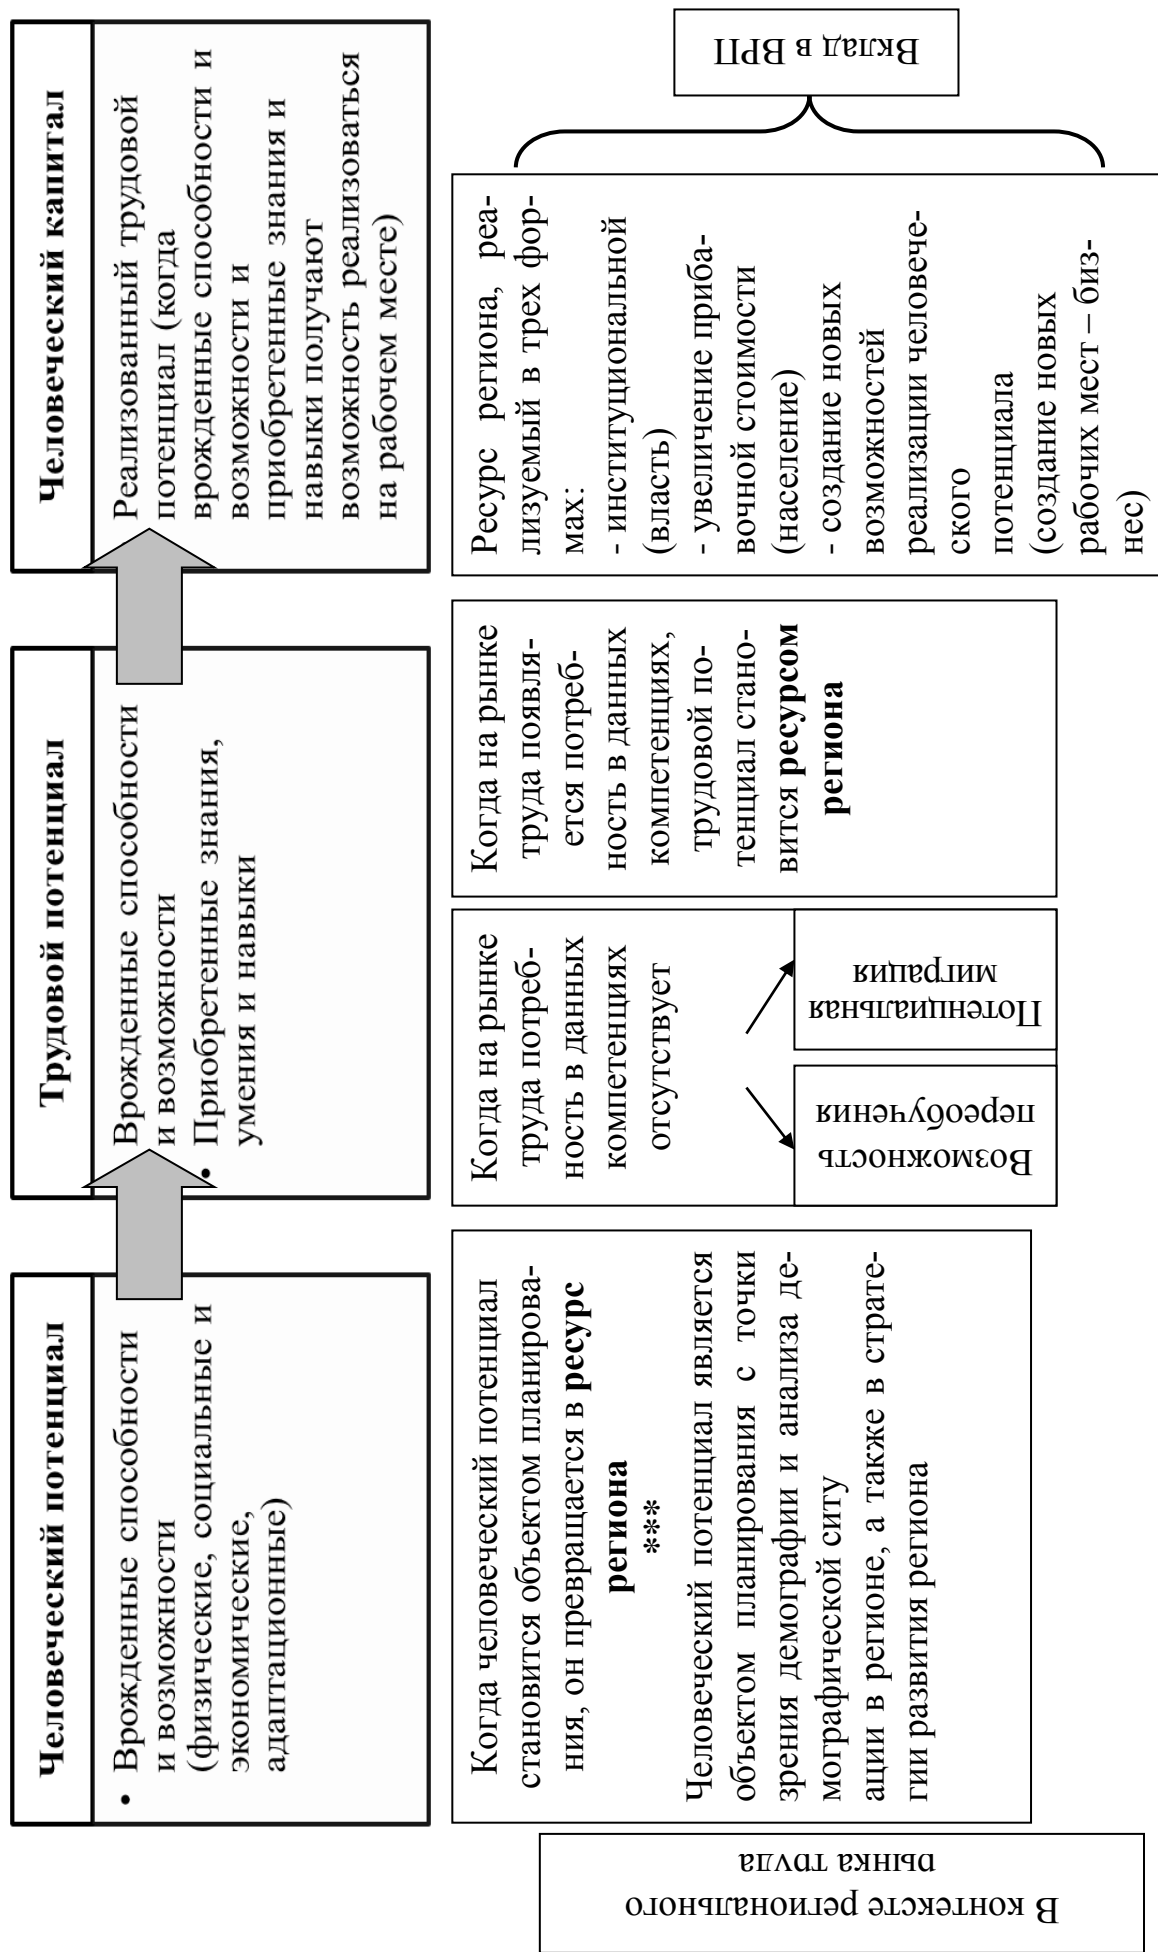 Человеческий потенциал
• Врожденные способности
и возможности
(физические, социальные и
экономические,
адаптационные)
Трудовой потенциал
Врожденные способности
и возможности
• Приобретенные знания,
умения и навыки
Человеческий капитал
Реализованный трудовой
потенциал (когда
врожденные способности и
возможности и
приобретенные знания и
навыки получают
возможность реализоваться
на рабочем месте)
В контексте регионального
рынка труда
Когда человеческий потенциал
становится объектом планирова-
ния, он превращается в ресурс
региона
***
Человеческий потенциал является
объектом планирования с точки
зрения демографии и анализа де-
мографической ситу
ации в регионе, а также в страте-
гии развития региона
Когда на рынке
труда потреб-
ность в данных
компетенциях
отсутствует
Возможность
переобучения
Потенциальная
миграция
Когда на рынке
труда появля-
ется потреб-
ность в данных
компетенциях,
трудовой по-
тенциал стано-
вится ресурсом
региона
Ресурс региона, реа-
лизуемый в трех фор-
мах:
- институциональной
(власть)
- увеличение приба-
вочной стоимости
(население)
- создание новых
возможностей
реализации человече-
ского
потенциала
(создание новых
рабочих мест – биз-
нес)
Вклад в ВРП